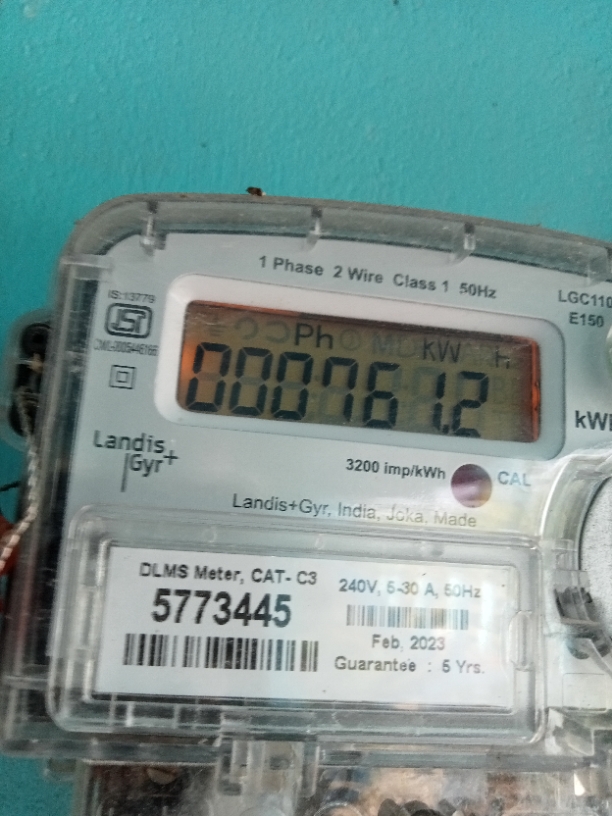 1 Phase 2 Wire Class 1 50Hz
LGC110
E150
IS:13779
ISI
Ph kW H
000761.2
kWh
Landis
Gyr+
3200 imp/kWh
CAL
Landis+Gyr, India, Joka, Made
DLMS Meter, CAT- C3
5773445
240V, 5-30 A, 50Hz
Feb, 2023
Guarantee : 5 Yrs.